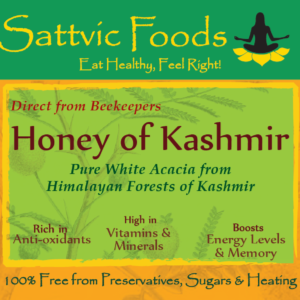 Sattvic Foods
Eat Healthy, Feel Right!
Direct from Beekeepers
Honey of Kashmir
Pure White Acacia from
Himalayan Forests of Kashmir
Rich in
Anti-oxidants
High in
Vitamins &
Minerals
Boosts
Energy Levels
& Memory
100% Free from Preservatives, Sugars & Heating